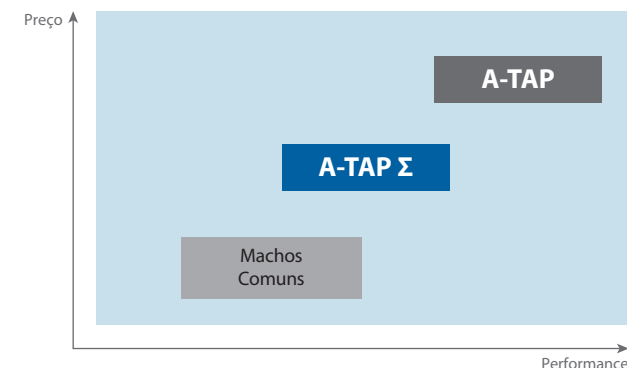 Preço
A-TAP
A-TAP Σ
Machos
Comuns
Performance